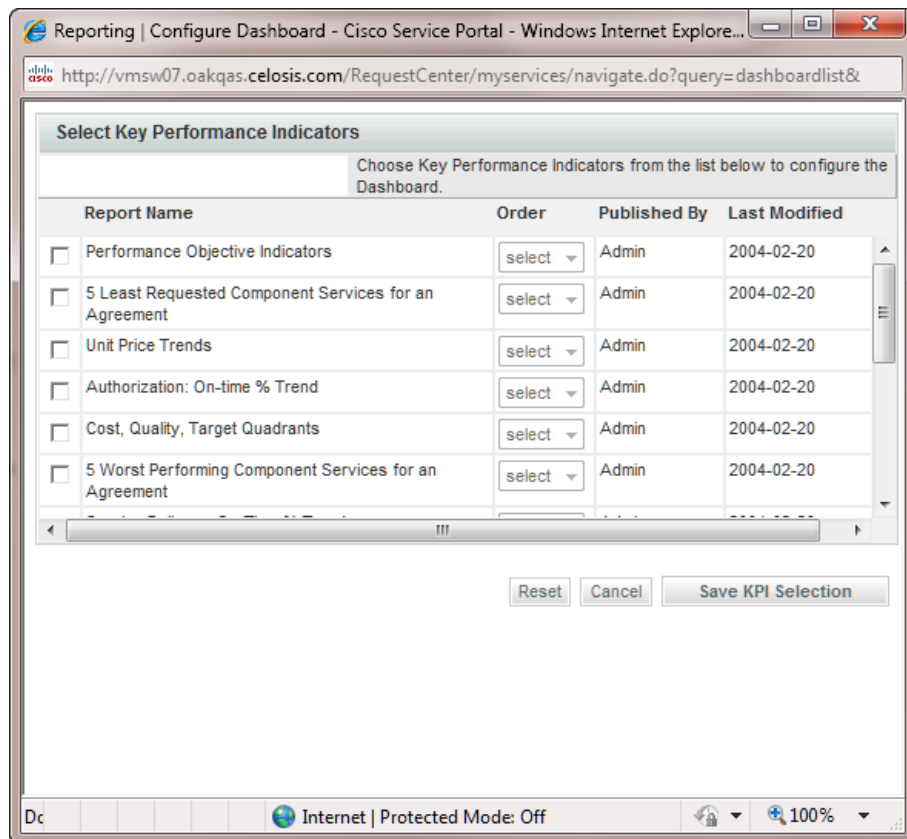 Reporting | Configure Dashboard - Cisco Service Portal - Windows Internet Explore...
cisco http://vmsw07.oakqas.celosis.com/RequestCenter/myservices/navigate.do?query=dashboardlist&
Select Key Performance Indicators
Choose Key Performance Indicators from the list below to configure the
Dashboard.
Report Name Order Published By Last Modified
Performance Objective Indicators select Admin 2004-02-20
5 Least Requested Component Services for an select Admin 2004-02-20
Agreement
Unit Price Trends select Admin 2004-02-20
Authorization: On-time % Trend select Admin 2004-02-20
Cost, Quality, Target Quadrants select Admin 2004-02-20
5 Worst Performing Component Services for an select Admin 2004-02-20
Agreement
Reset Cancel Save KPI Selection
Internet | Protected Mode: Off 100%